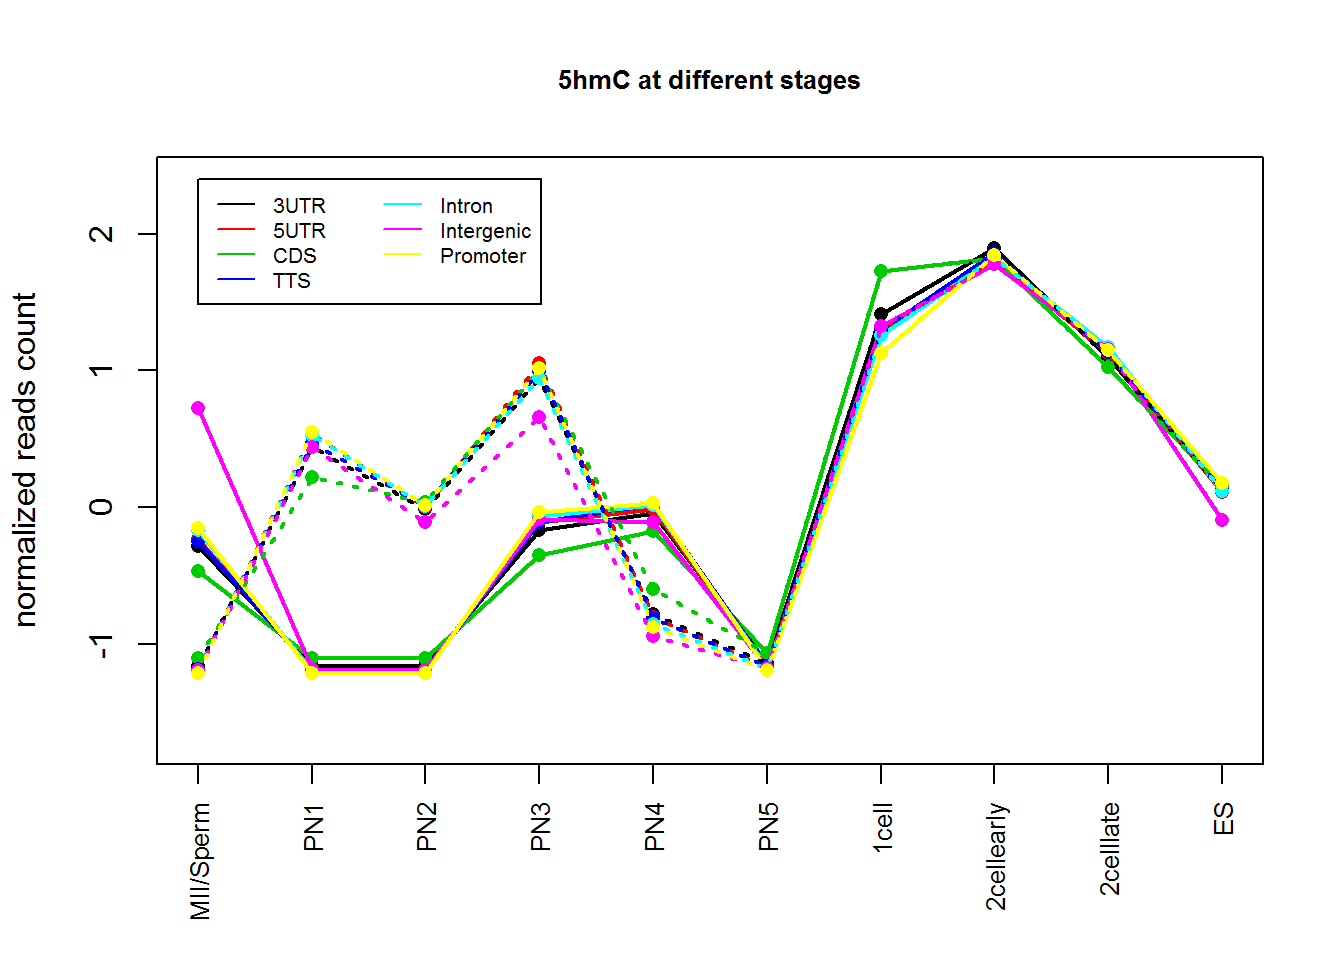 5hmC at different stages
normalized reads count
2
1
0
-1
3UTR
5UTR
CDS
TTS
Intron
Intergenic
Promoter
MII/Sperm
PN1
PN2
PN3
PN4
PN5
1cell
2cellearly
2celllate
ES